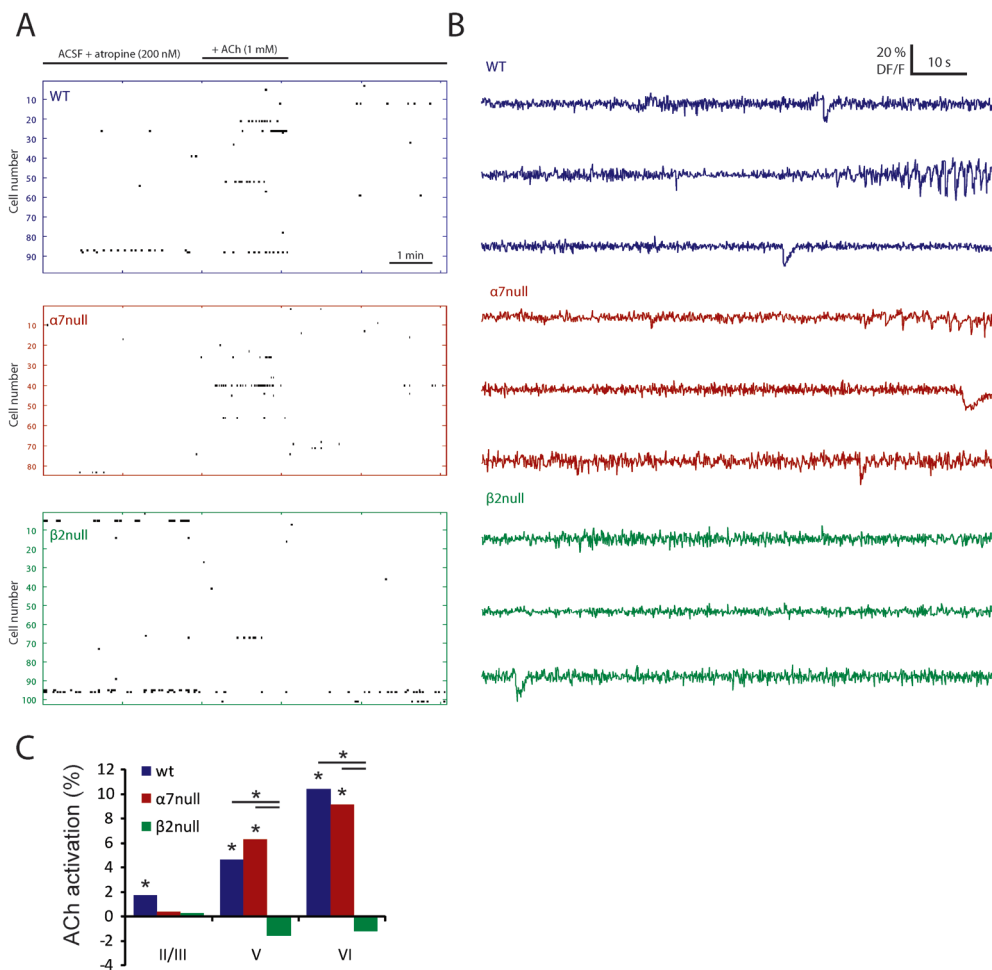 A
ACSF + atropine (200 nM)
+ ACh (1 mM)
WT
Cell number
10
20
30
40
50
60
70
80
90
1 min
α7null
Cell number
10
20
30
40
50
60
70
80
β2null
Cell number
10
20
30
40
50
60
70
80
90
100
B
20 %
DF/F
10 s
WT
α7null
β2null
C
ACh activation (%)
12
10
8
6
4
2
0
-2
-4
wt
α7null
β2null
*
*
*
*
*
*
*
II/III
V
VI